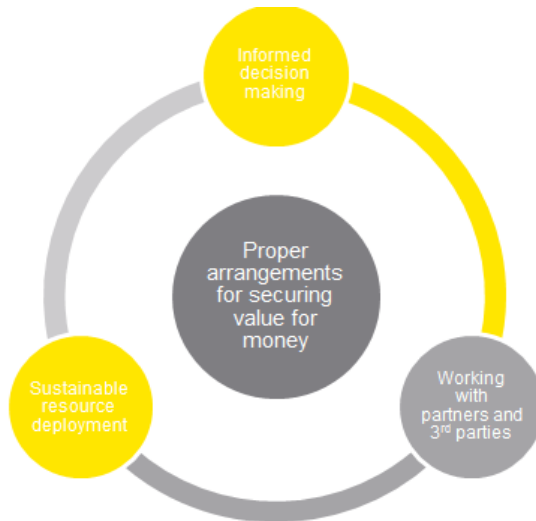 Informed
decision
making
Proper
arrangements
for securing
value for
money
Sustainable
resource
deployment
Working
with
partners and
3rd parties